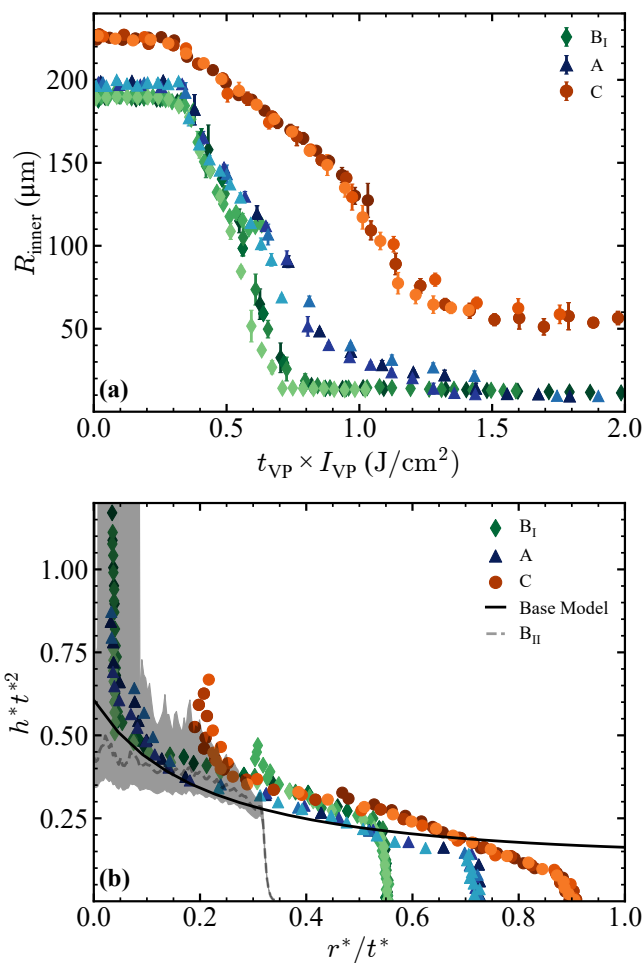 200
150
100
50
R_inner (μm)
B_I
A
C
(a)
0.0 0.5 1.0 1.5 2.0
t_VP × I_VP (J/cm²)
1.00
0.75
0.50
0.25
0.00
h* t*²
B_I
A
C
Base Model
B_II
(b)
0.0 0.2 0.4 0.6 0.8 1.0
r*/t*